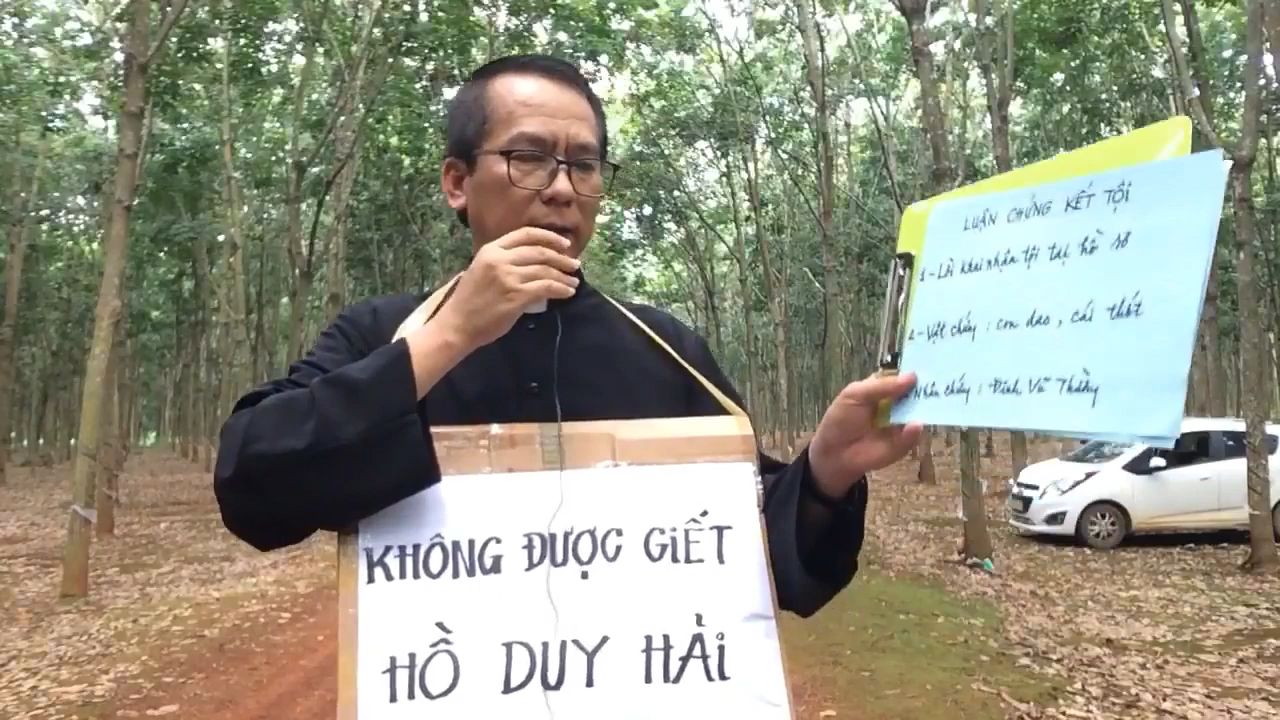 LUẬN CHỨNG KẾT TỘI
1-Lời khai nhận tội tại hồ sơ
2-Vật chứng: con dao, cái thớt
Nhân chứng: Đinh Vũ Thường
KHÔNG ĐƯỢC GIẾT
HỒ DUY HẢI